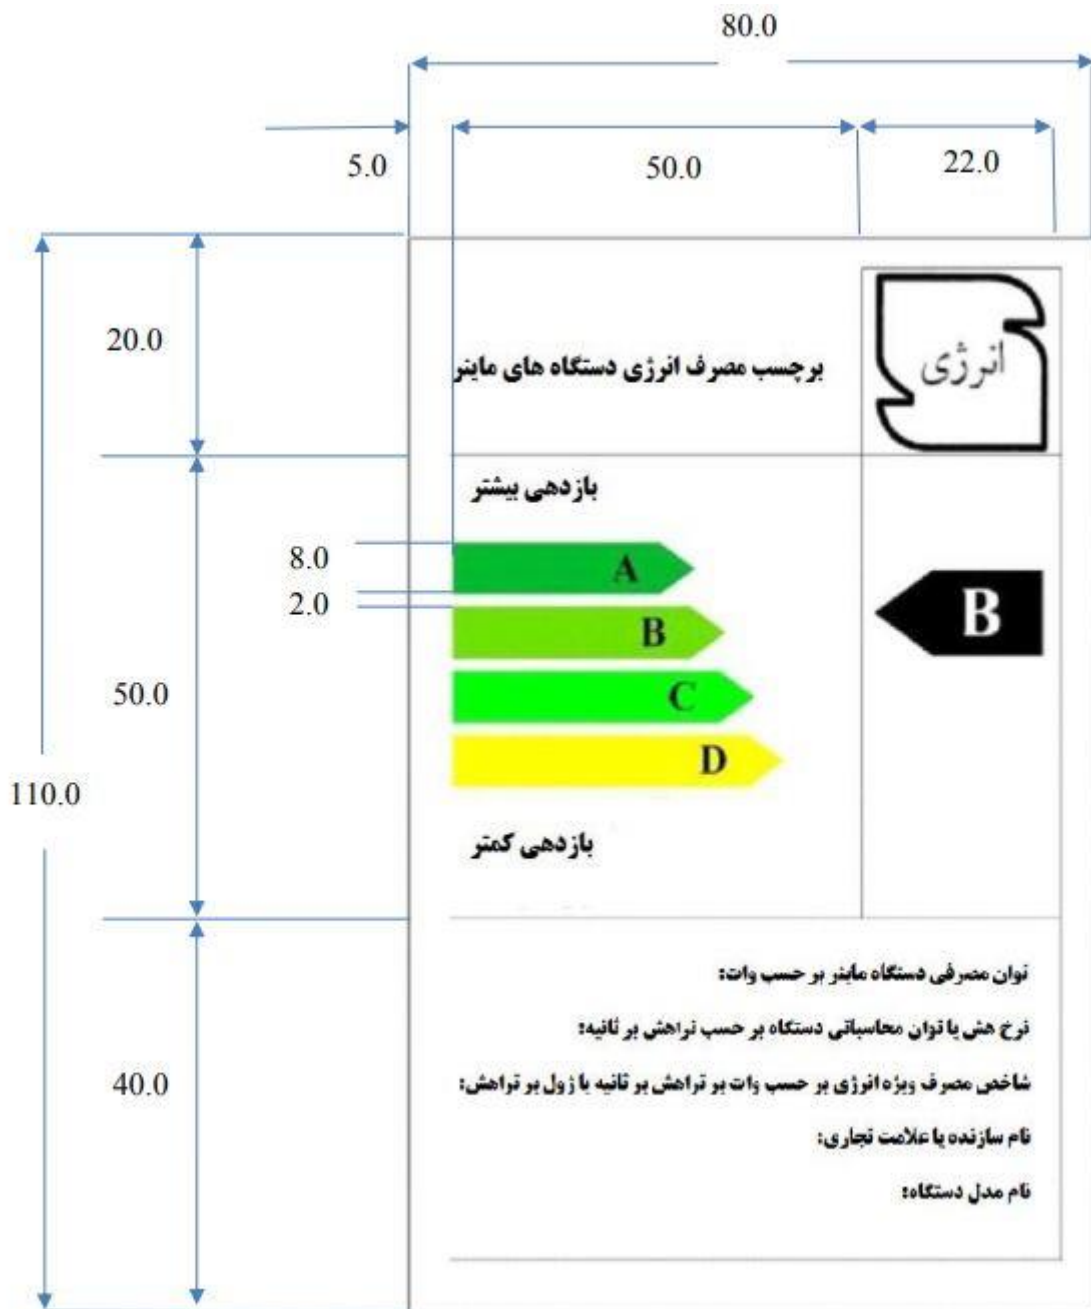 80.0
5.0
50.0
22.0
20.0
برچسب مصرف انرژی دستگاه های ماینر
انرژی
بازدهی بیشتر
8.0
A
2.0
B
B
50.0
C
D
110.0
بازدهی کمتر
40.0
توان مصرفی دستگاه ماینر بر حسب وات:
نرخ هش یا توان محاسباتی دستگاه بر حسب تراهش بر ثانیه:
شاخص مصرف ویژه انرژی بر حسب وات بر تراهش بر ثانیه یا ژول بر تراهش:
نام سازنده یا علامت تجاری:
نام مدل دستگاه: